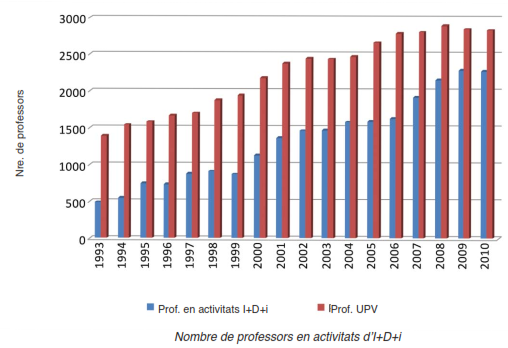 3000
2500
2000
1500
1000
500
0
Nre. de professors
1993 1994 1995 1996 1997 1998 1999 2000 2001 2002 2003 2004 2005 2006 2007 2008 2009 2010
Prof. en activitats I+D+i lProf. UPV
Nombre de professors en activitats d'I+D+i